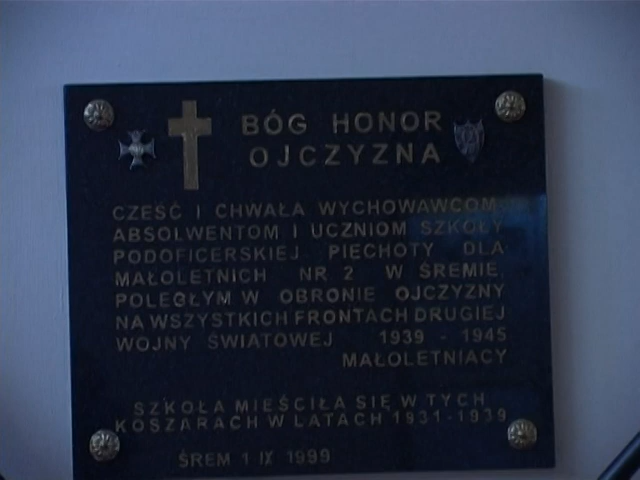 BÓG HONOR
OJCZYZNA
CZEŚĆ I CHWAŁA WYCHOWAWCOM,
ABSOLWENTOM I UCZNIOM SZKOŁY
PODOFICERSKIEJ PIECHOTY DLA
MAŁOLETNICH NR 2 W ŚREMIE,
POLEGŁYM W OBRONIE OJCZYZNY
NA WSZYSTKICH FRONTACH DRUGIEJ
WOJNY ŚWIATOWEJ 1939 - 1945
MAŁOLETNIACY
SZKOŁA MIEŚCIŁA SIĘ W TYCH
KOSZARACH W LATACH 1931-1939
ŚREM 1 IX 1999